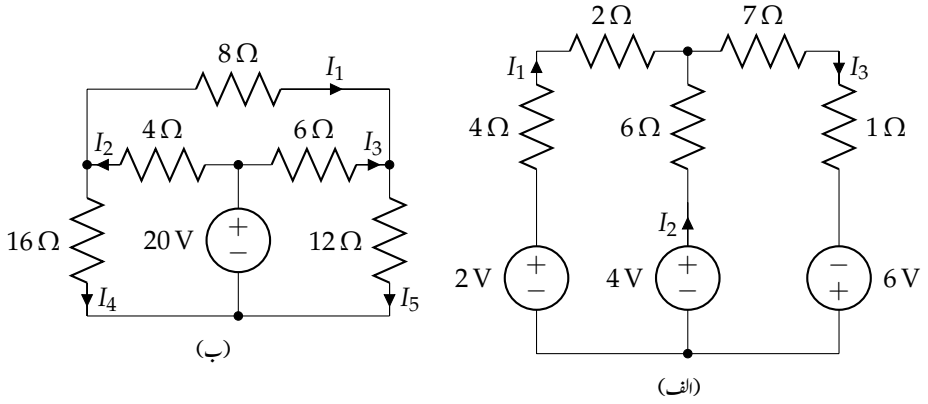 2 Ω 7 Ω
I1 I3
4 Ω 6 Ω 1 Ω
I2
2 V + − 4 V + − − + 6 V
(الف)
8 Ω
I1
4 Ω 6 Ω
I2 I3
16 Ω 20 V + − 12 Ω
I4 I5
(ب)